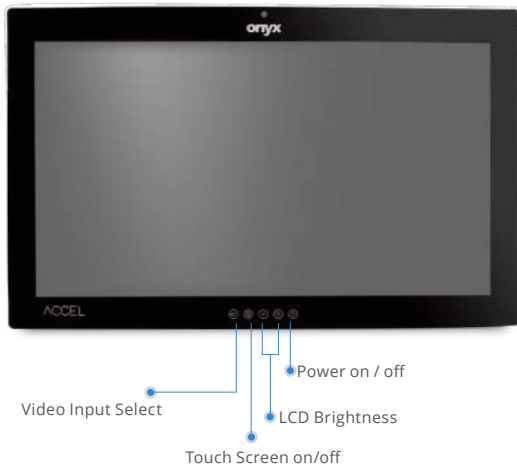 onyx
ACCEL
Power on / off
Video Input Select
LCD Brightness
Touch Screen on/off